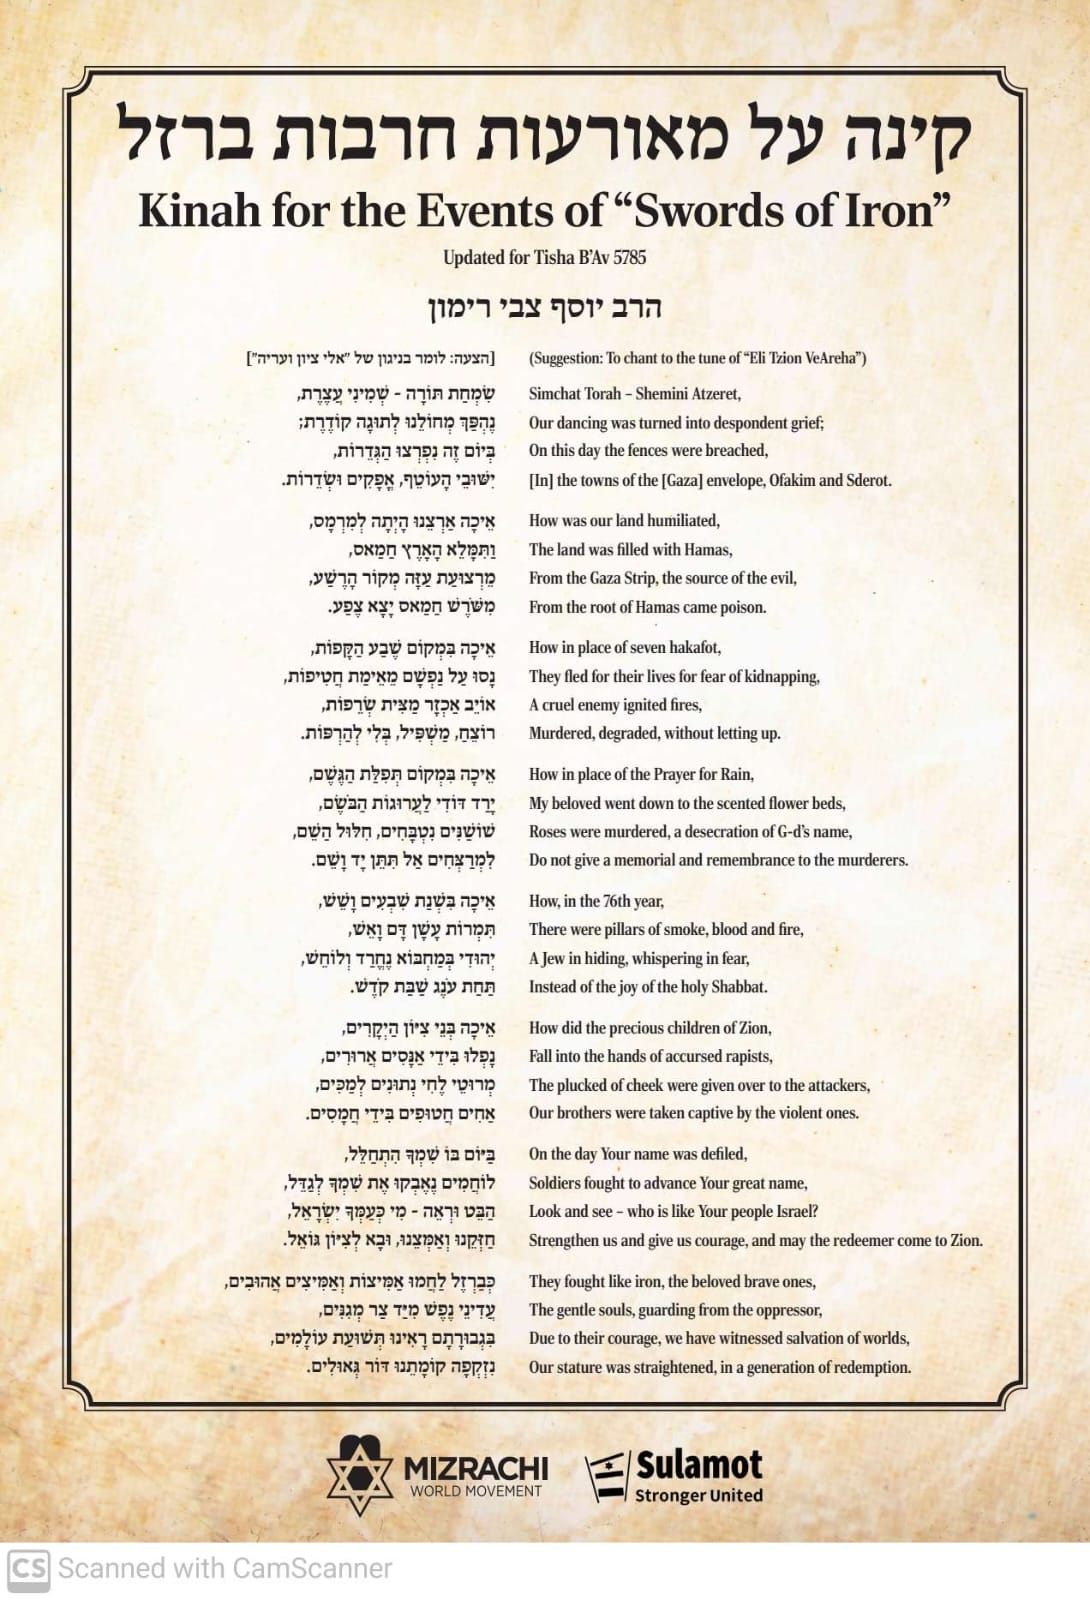 קינה על מאורעות חרבות ברזל
Kinah for the Events of “Swords of Iron”
Updated for Tisha B’Av 5785
הרב יוסף צבי רימון
[הצעה: לומר בניגון של "אלי ציון ועריה"]
שִׂמְחַת תּוֹרָה - שְׁמִינִי עֲצֶרֶת,
נֶהְפַּךְ מְחוֹלֵנוּ לְתוּגָה קוֹדֶרֶת;
בְּיוֹם זֶה נִפְרְצוּ הַגְּדֵרוֹת,
יִשּׁוּבֵי הָעוֹטֵף, אֳפָקִים וּשְׂדֵרוֹת.
אֵיכָה אַרְצֵנוּ הָיְתָה לְמִרְמָס,
וַתִּמָּלֵא הָאָרֶץ חַמַאס,
מֵרְצוּעַת עַזָּה מְקוֹר הָרֶשַׁע,
מִשֹּׁרֶשׁ חַמַאס יָצָא צֶפַע.
אֵיכָה בִּמְקוֹם שֶׁבַע הַקָּפוֹת,
נָסוּ עַל נַפְשָׁם מֵאֵימַת חֲטִיפוֹת,
אוֹיֵב אַכְזָר מַצִּית שְׂרֵפוֹת,
רוֹצֵחַ, מַשְׁפִּיל, בְּלִי לְהַרְפּוֹת.
אֵיכָה בִּמְקוֹם תְּפִלַּת הַגֶּשֶׁם,
יָרַד דּוֹדִי לַעֲרוּגוֹת הַבֹּשֶׂם,
שׁוֹשַׁנִּים נִטְבָּחִים, חִלּוּל הַשֵּׁם,
לִמְרַצְּחִים אַל תִּתֵּן יָד וָשֵׁם.
אֵיכָה בִּשְׁנַת שִׁבְעִים וָשֵׁשׁ,
תִּמְרוֹת עָשָׁן דָּם וָאֵשׁ,
יְהוּדִי בְּמַחְבּוֹא נֶחֱרַד וְלוֹחֵשׁ,
תַּחַת עֹנֶג שַׁבַּת קֹדֶשׁ.
אֵיכָה בְּנֵי צִיּוֹן הַיְקָרִים,
נָפְלוּ בִּידֵי אַנָּסִים אֲרוּרִים,
מְרוּטֵי לֶחִי נְתוּנִים לְמַכִּים,
אַחִים חֲטוּפִים בִּידֵי חֲמָסִים.
בַּיּוֹם בּוֹ שִׁמְךָ הִתְחַלֵּל,
לוֹחֲמִים נֶאֶבְקוּ אֶת שִׁמְךָ לְגַדֵּל,
הַבֵּט וּרְאֵה - מִי כְּעַמְּךָ יִשְׂרָאֵל,
חַזְּקֵנוּ וְאַמְּצֵנוּ, וּבָא לְצִיּוֹן גּוֹאֵל.
כְּבַרְזֶל לַחֲמוּ אַמִּיצוֹת וְאַמִּיצִים אֲהוּבִים,
עֲדִינֵי נֶפֶשׁ מִיַּד צַר מְגִנִּים,
בִּגְבוּרָתָם רָאִינוּ תְּשׁוּעַת עוֹלָמִים,
נִזְקְפָה קוֹמָתֵנוּ דּוֹר גְּאוּלִים.
(Suggestion: To chant to the tune of “Eli Tzion VeAreha”)
Simchat Torah – Shemini Atzeret,
Our dancing was turned into despondent grief;
On this day the fences were breached,
[In] the towns of the [Gaza] envelope, Ofakim and Sderot.
How was our land humiliated,
The land was filled with Hamas,
From the Gaza Strip, the source of the evil,
From the root of Hamas came poison.
How in place of seven hakafot,
They fled for their lives for fear of kidnapping,
A cruel enemy ignited fires,
Murdered, degraded, without letting up.
How in place of the Prayer for Rain,
My beloved went down to the scented flower beds,
Roses were murdered, a desecration of G-d’s name,
Do not give a memorial and remembrance to the murderers.
How, in the 76th year,
There were pillars of smoke, blood and fire,
A Jew in hiding, whispering in fear,
Instead of the joy of the holy Shabbat.
How did the precious children of Zion,
Fall into the hands of accursed rapists,
The plucked of cheek were given over to the attackers,
Our brothers were taken captive by the violent ones.
On the day Your name was defiled,
Soldiers fought to advance Your great name,
Look and see – who is like Your people Israel?
Strengthen us and give us courage, and may the redeemer come to Zion.
They fought like iron, the beloved brave ones,
The gentle souls, guarding from the oppressor,
Due to their courage, we have witnessed salvation of worlds,
Our stature was straightened, in a generation of redemption.
MIZRACHI
WORLD MOVEMENT
Sulamot
Stronger United
CS Scanned with CamScanner